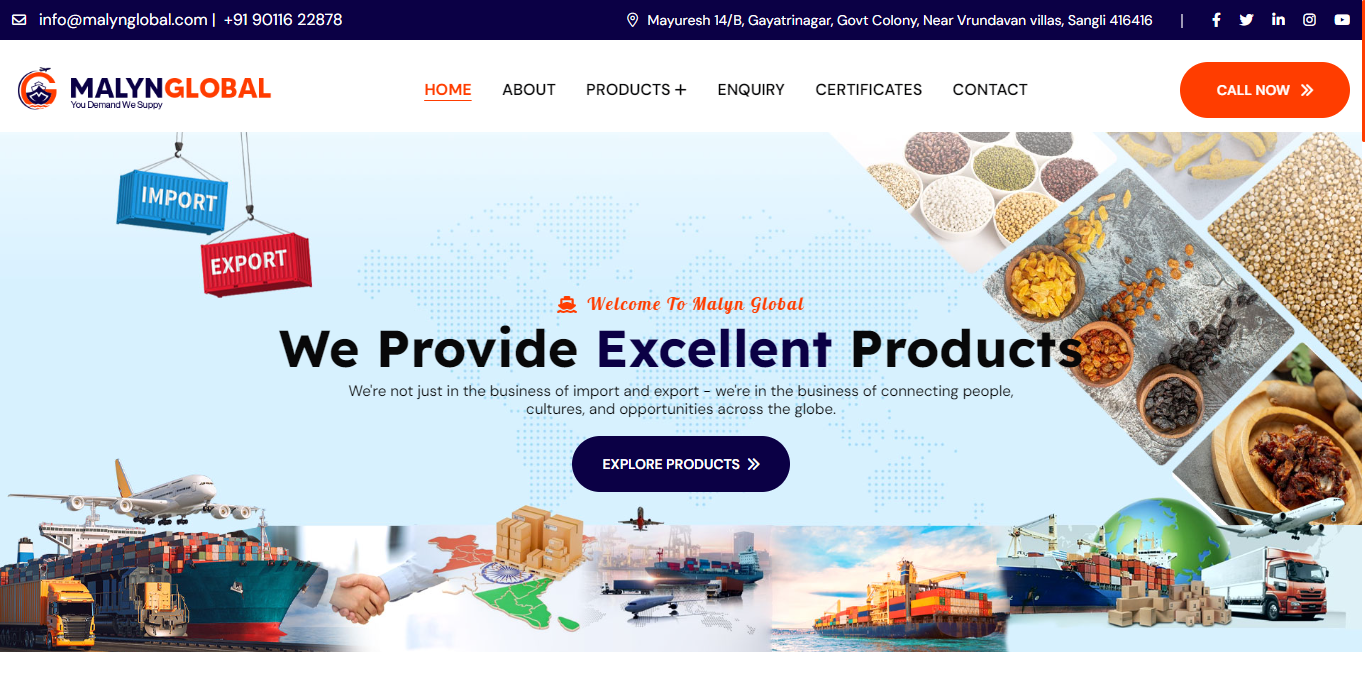 info@malynglobal.com | +91 90116 22878
Mayuresh 14/B, Gayatrinagar, Govt Colony, Near Vrundavan villas, Sangli 416416 |
MALYNGLOBAL
You Demand We Suppy
HOME ABOUT PRODUCTS + ENQUIRY CERTIFICATES CONTACT
CALL NOW
IMPORT
EXPORT
Welcome To Malyn Global
We Provide Excellent Products
We're not just in the business of import and export - we're in the business of connecting people,
cultures, and opportunities across the globe.
EXPLORE PRODUCTS